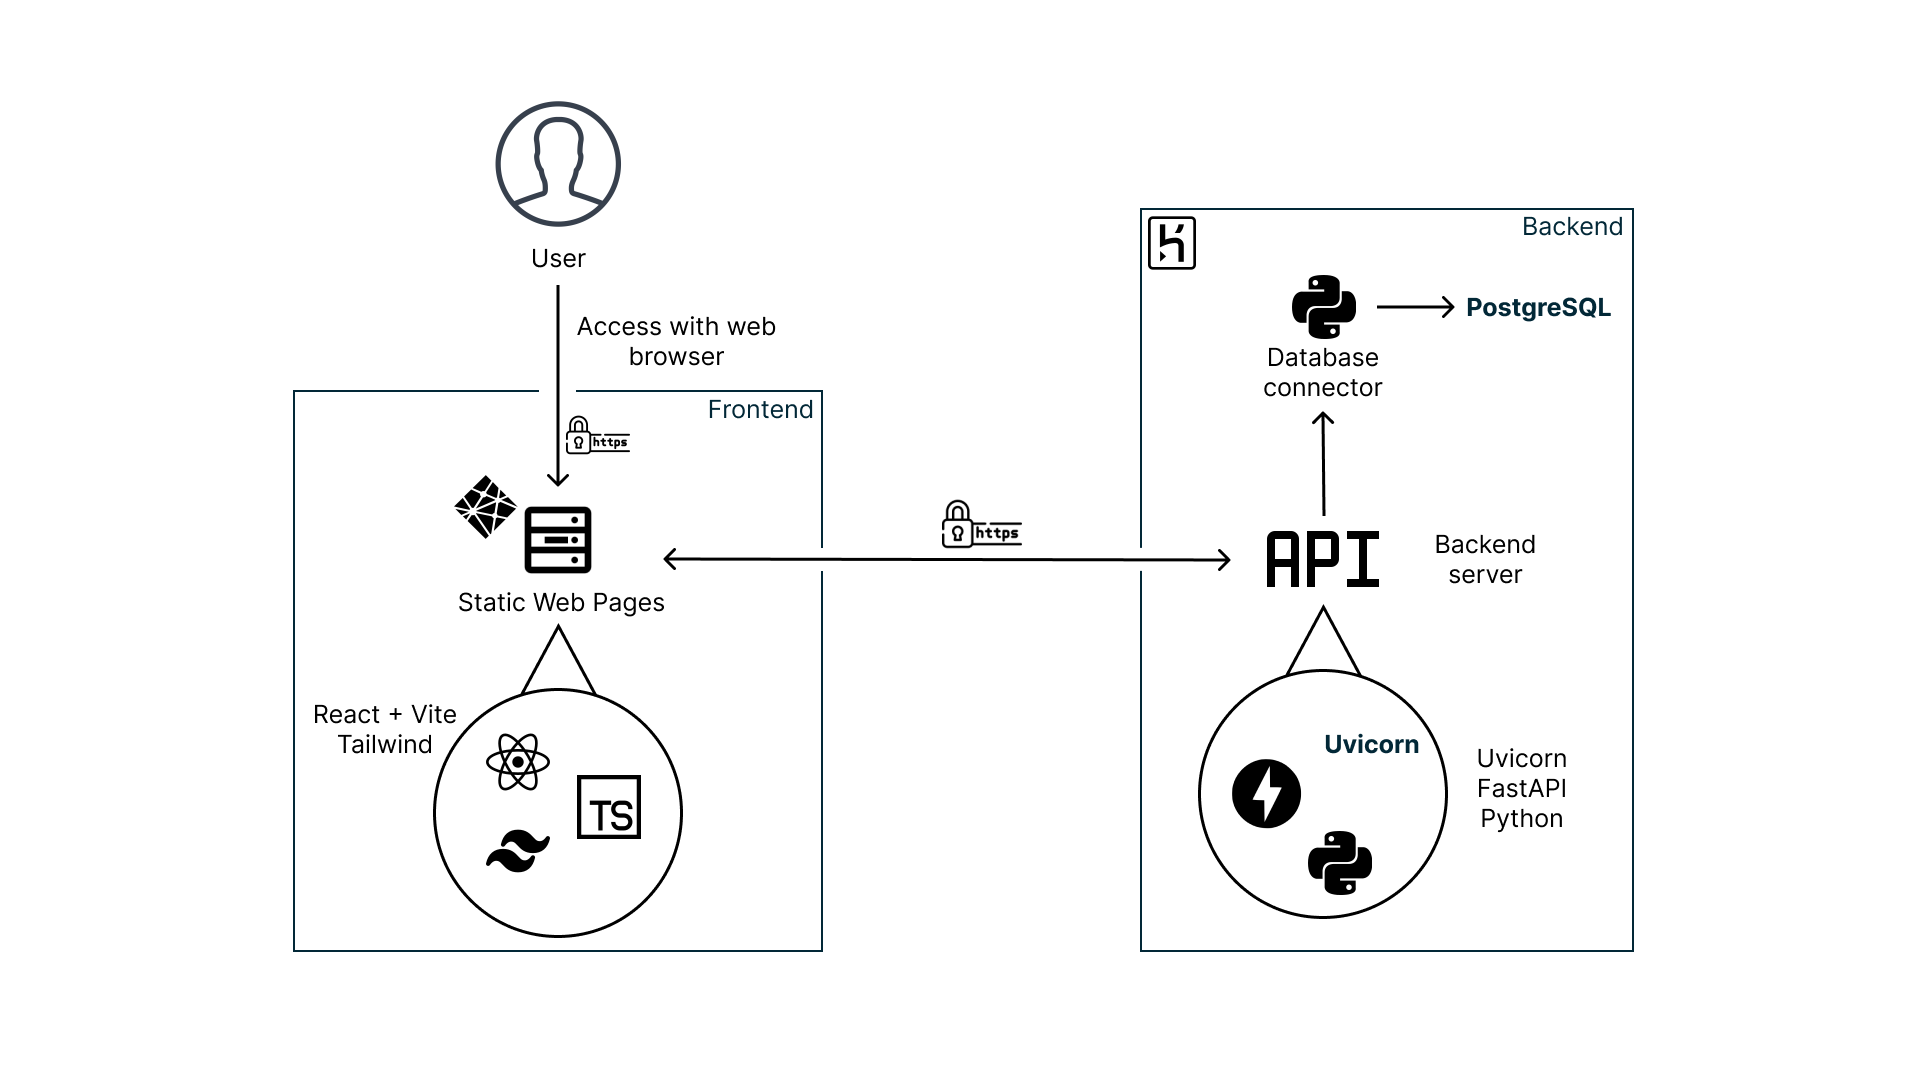 User
Access with web
browser
Frontend
https
Static Web Pages
React + Vite
Tailwind
TS
https
Backend
PostgreSQL
Database
connector
API
Backend
server
Uvicorn
Uvicorn
FastAPI
Python